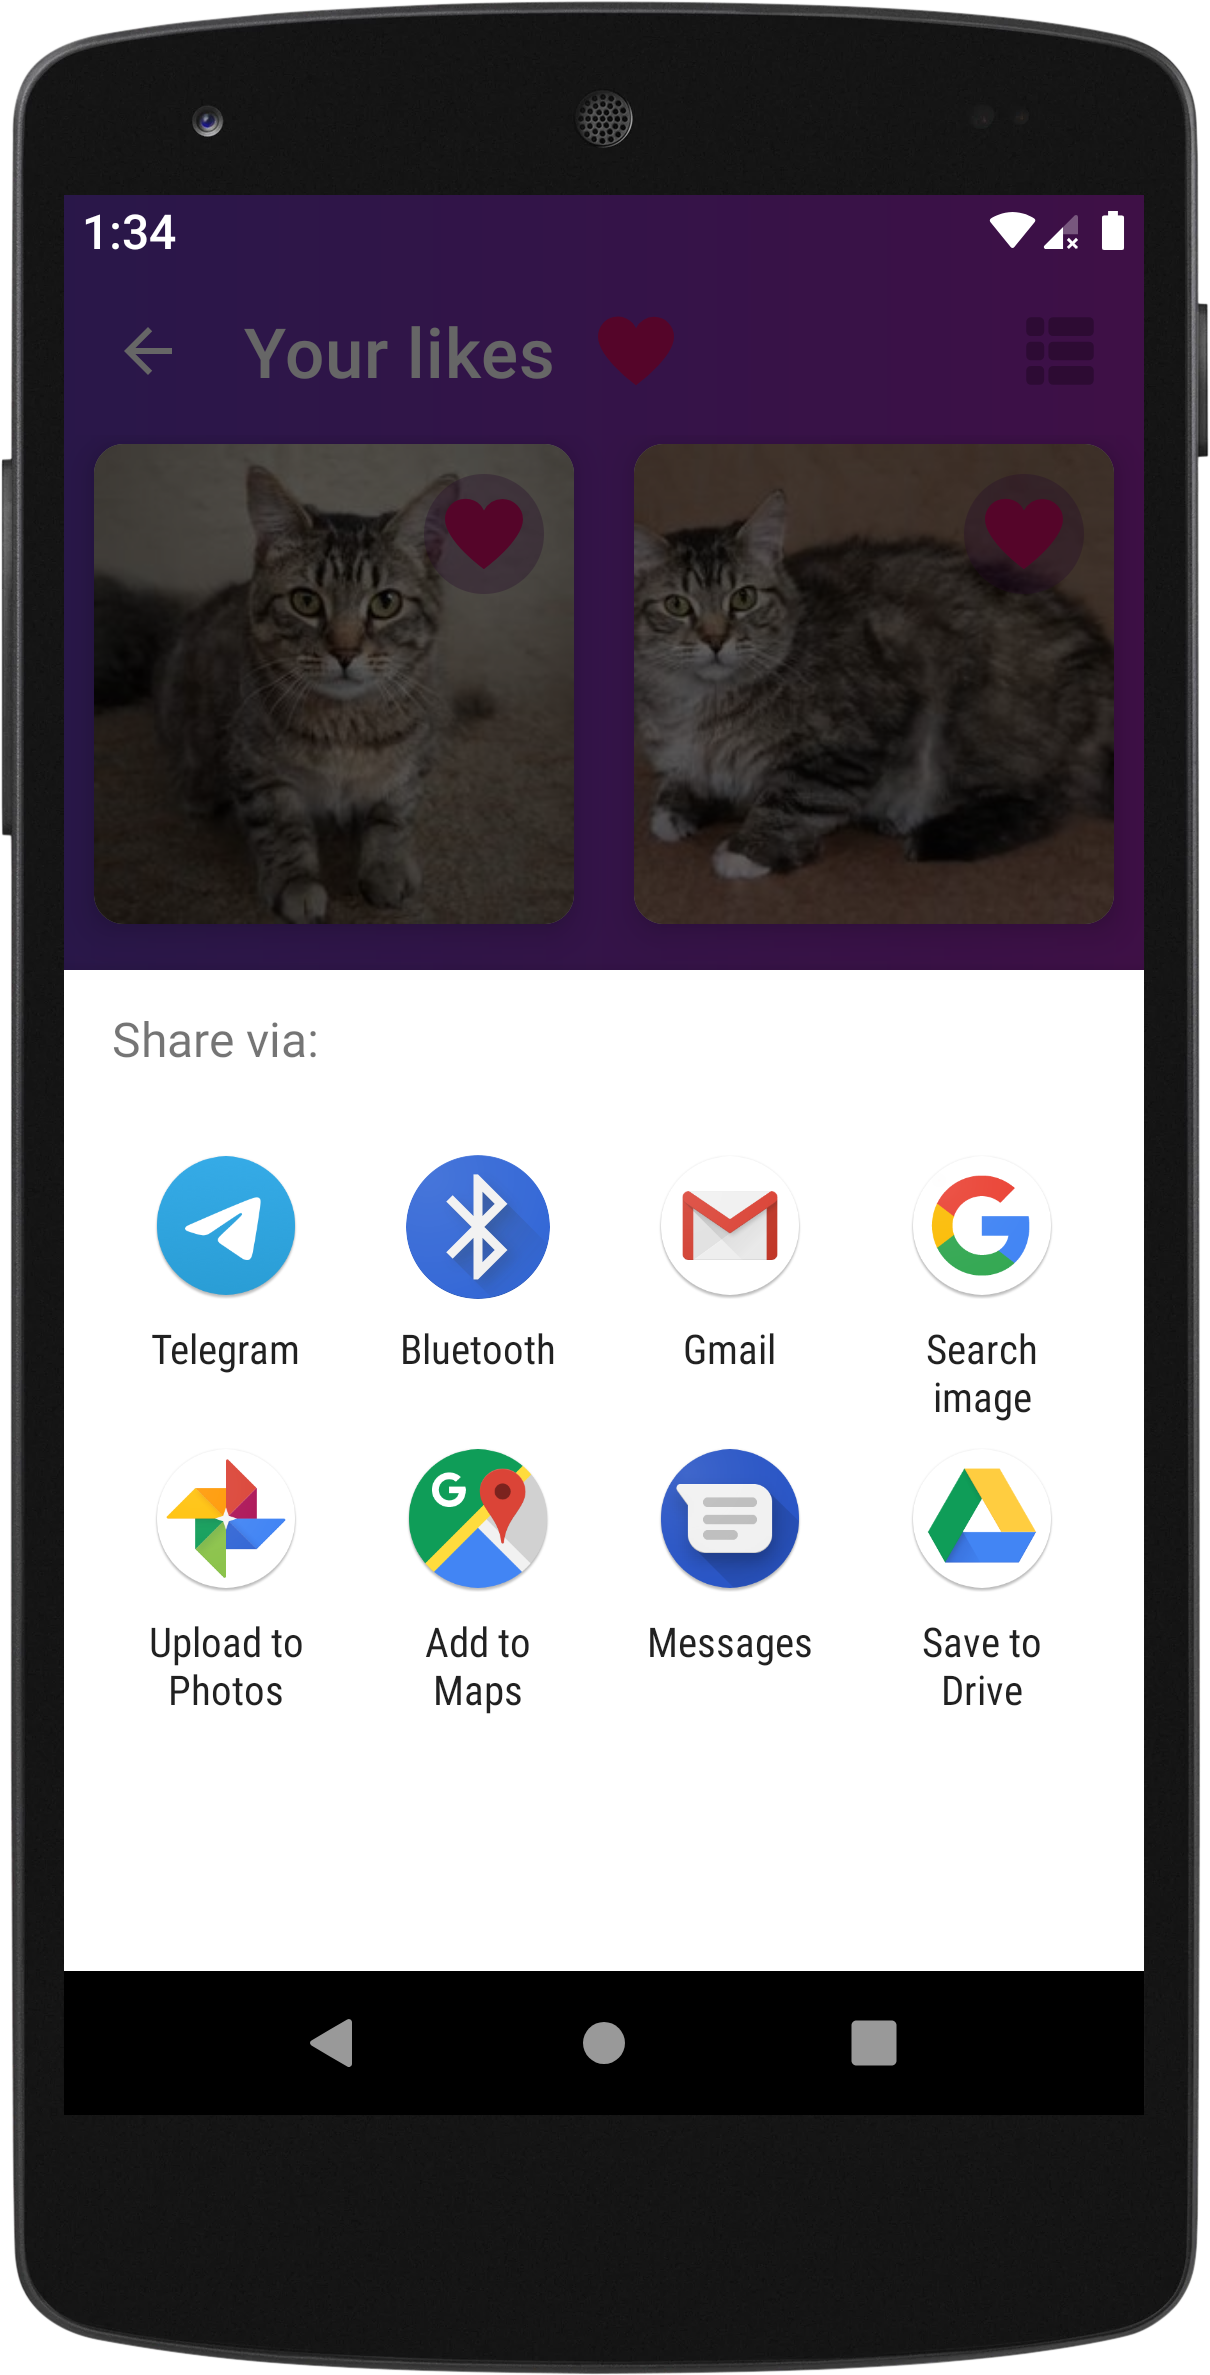 1:34
Your likes
Share via:
Telegram
Bluetooth
Gmail
Search
image
Upload to
Photos
Add to
Maps
Messages
Save to
Drive